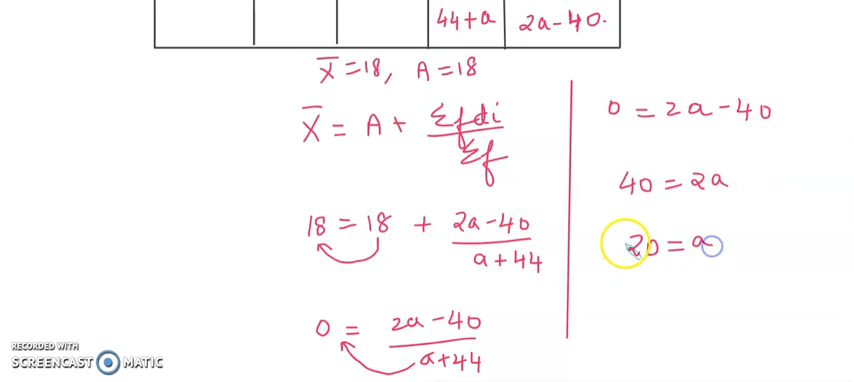 44+a 2a-40.
X̄=18, A=18
X̄ = A + Σfdi/Σf
18 = 18 + 2a-40/a+44
0 = 2a-40/a+44
0 = 2a-40
40 = 2a
20 = a
RECORDED WITH
SCREENCAST MATIC